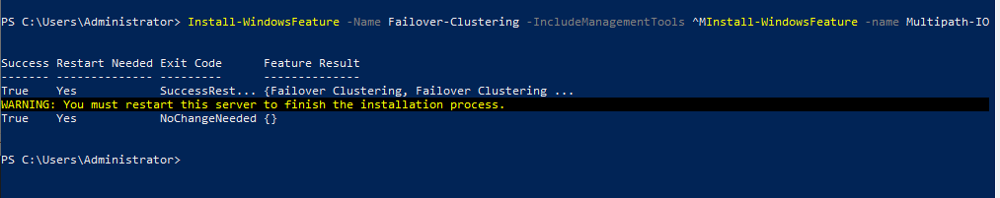 PS C:\Users\Administrator> Install-WindowsFeature -Name Failover-Clustering -IncludeManagementTools ^MInstall-WindowsFeature -name Multipath-IO
Success Restart Needed Exit Code      Feature Result
------- -------------- ---------      --------------
True    Yes            SuccessRest... {Failover Clustering, Failover Clustering ...
WARNING: You must restart this server to finish the installation process.
True    Yes            NoChangeNeeded {}
PS C:\Users\Administrator>